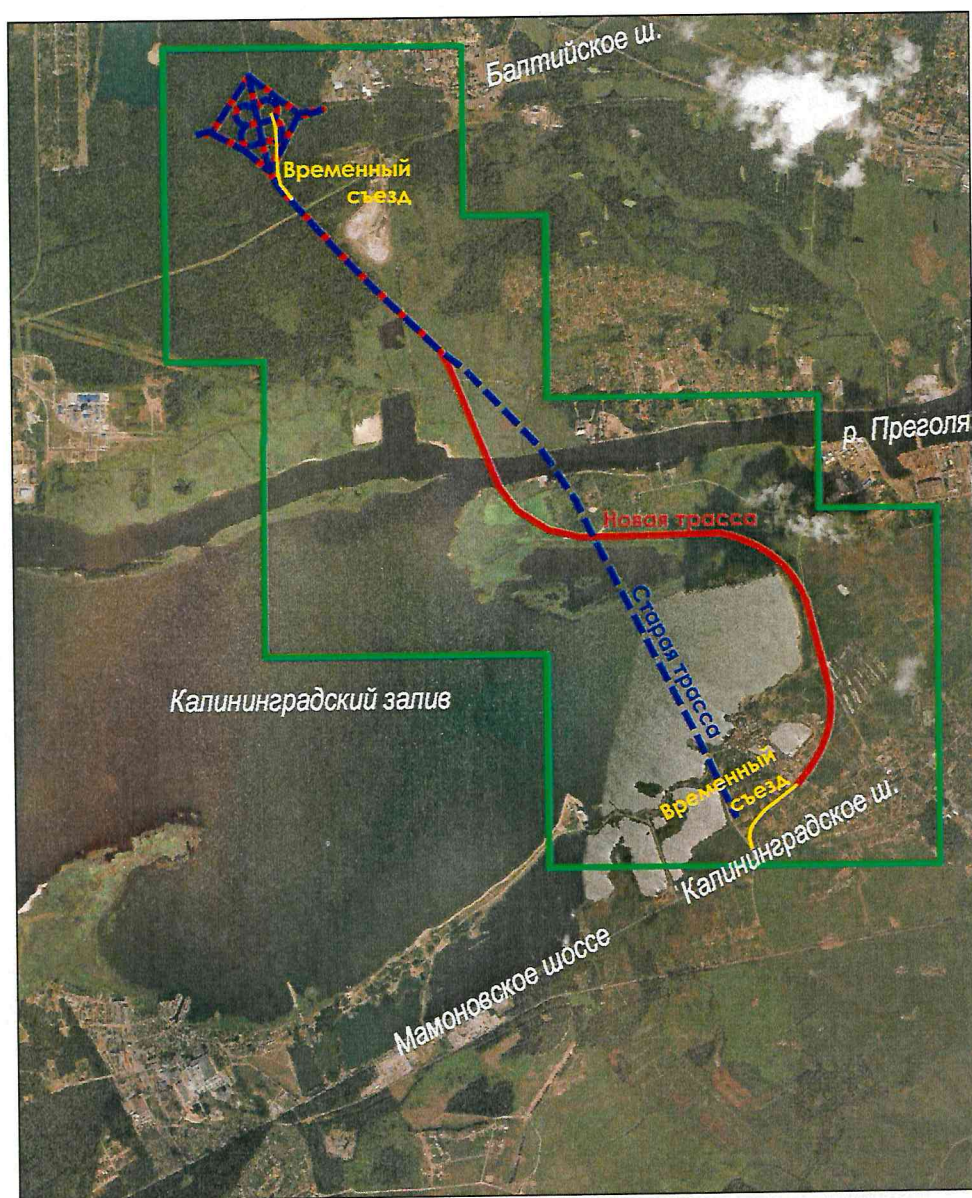 Балтийское ш.
Временный
съезд
р. Преголя
Новая трасса
Старая трасса
Калининградский залив
Временный
съезд
Калининградское ш.
Мамоновское шоссе